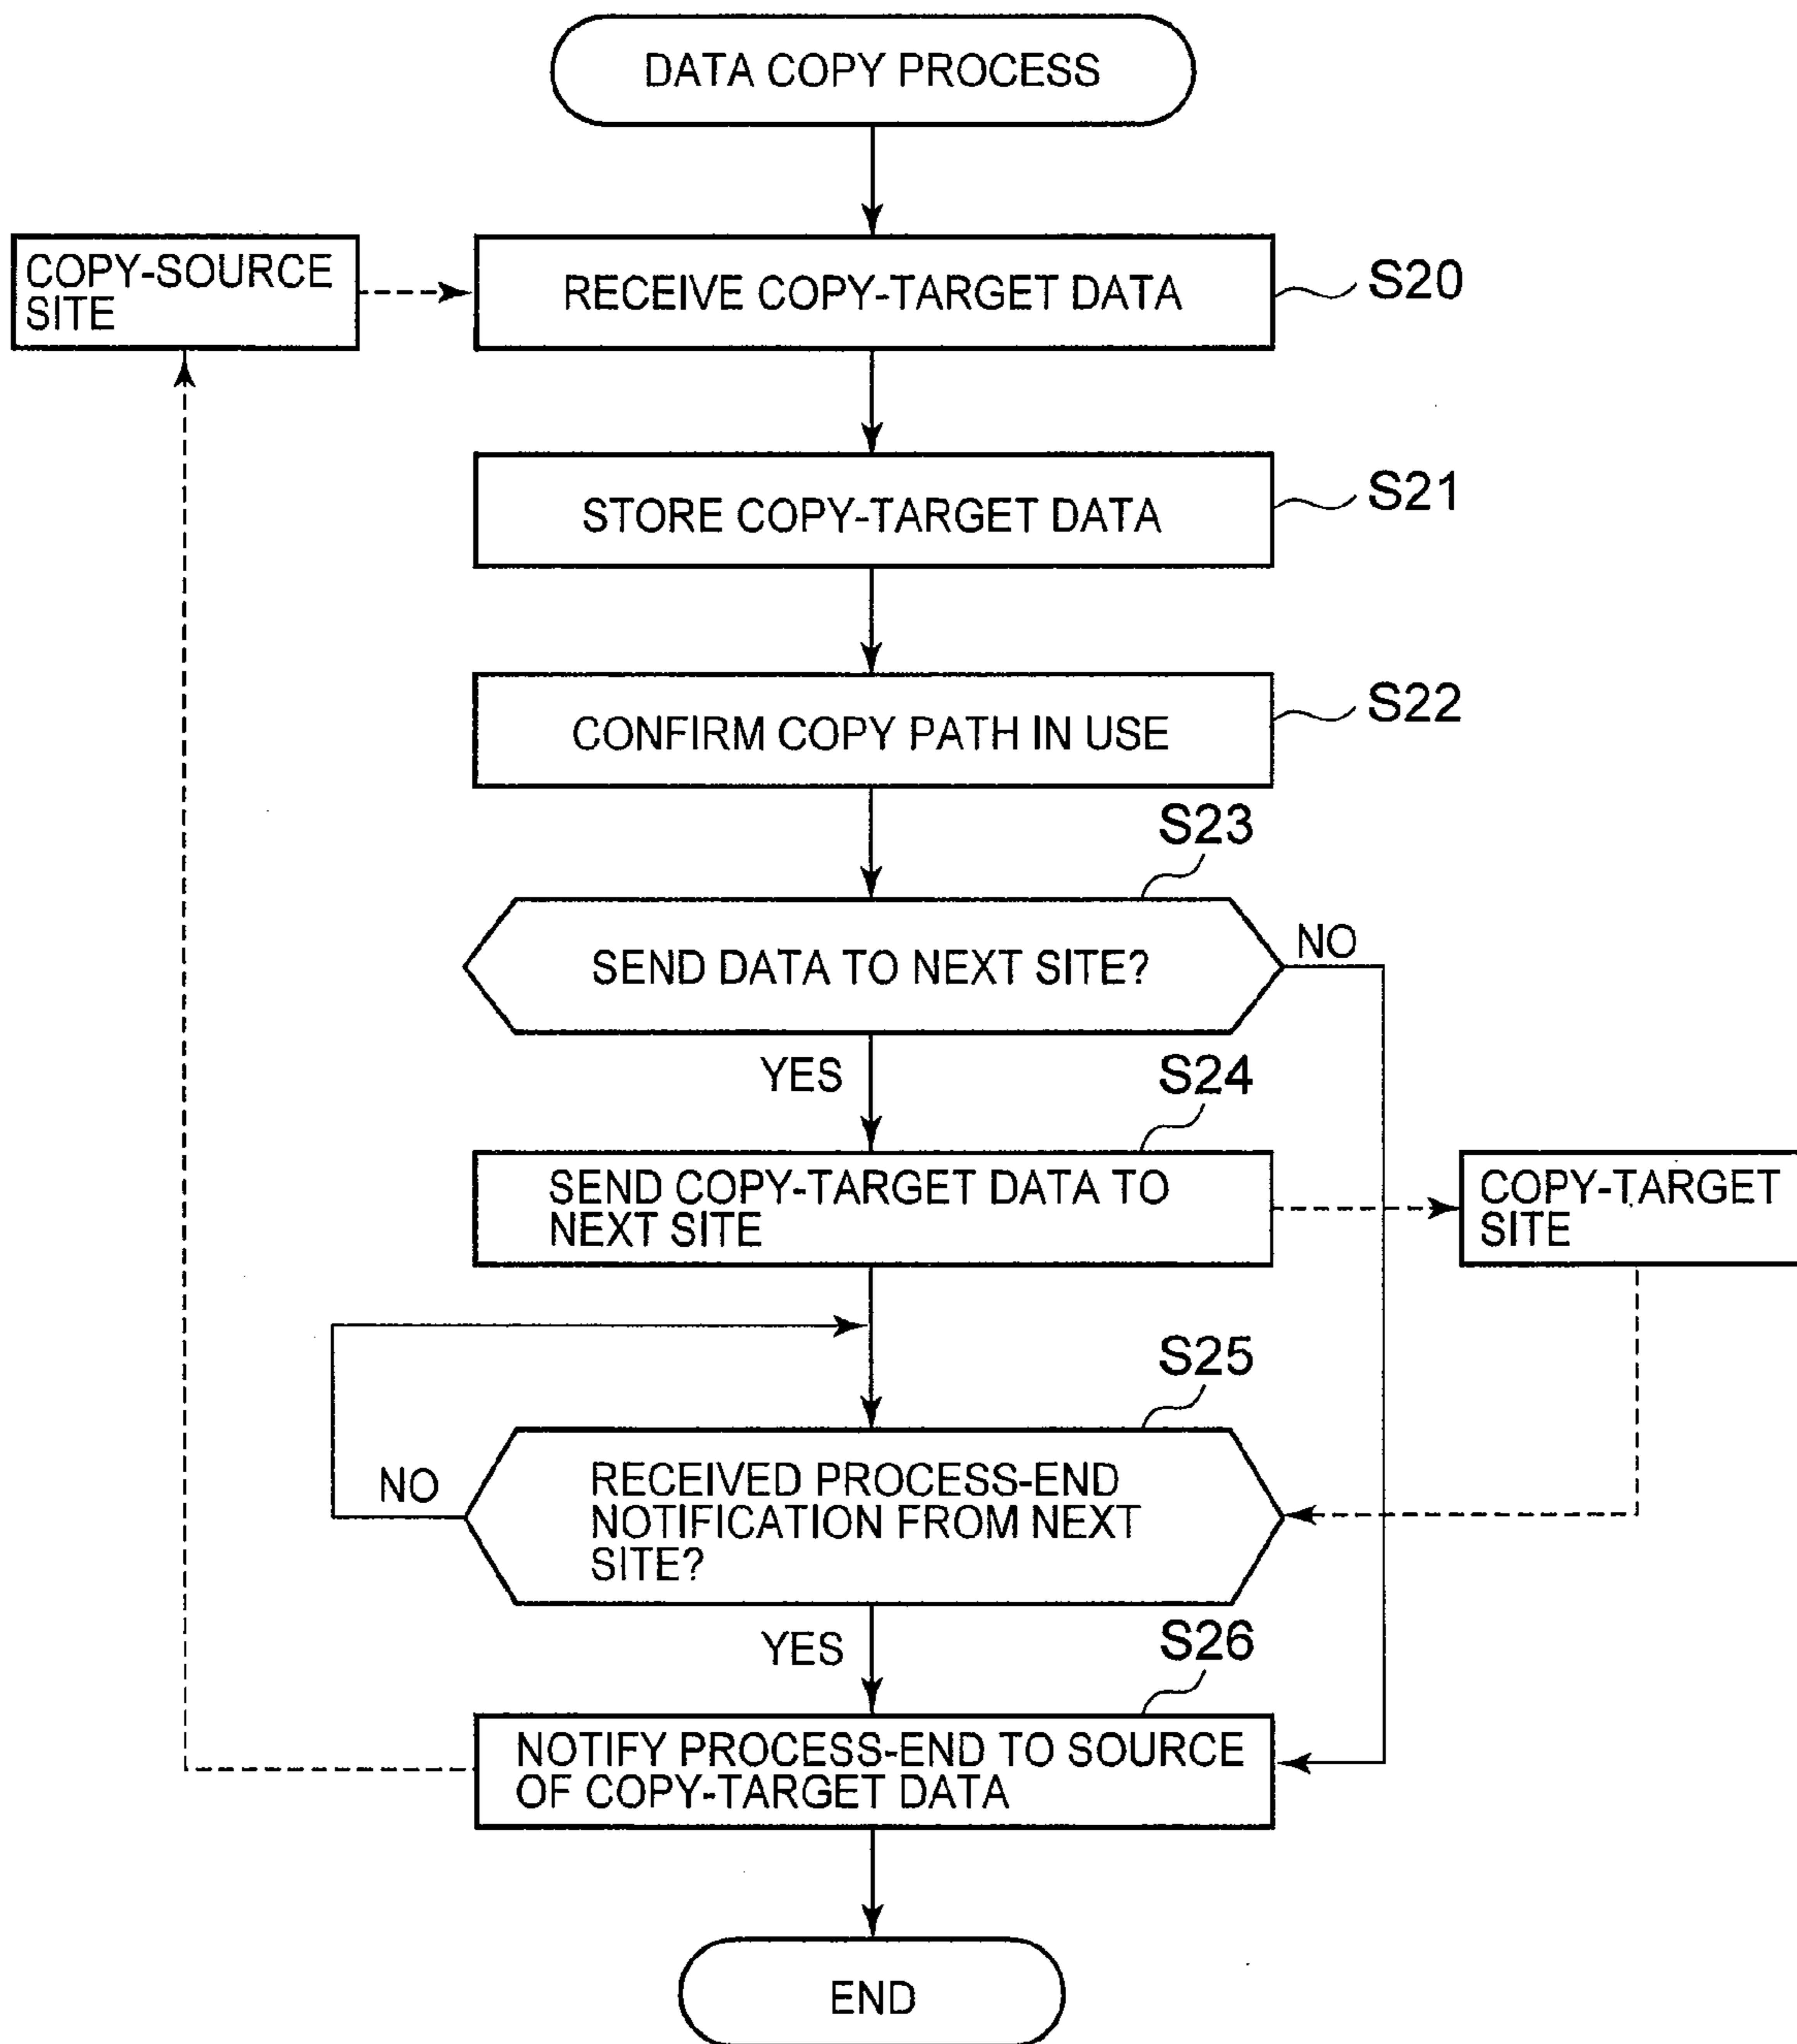 DATA COPY PROCESS
COPY-SOURCE
SITE
RECEIVE COPY-TARGET DATA
S20
STORE COPY-TARGET DATA
S21
CONFIRM COPY PATH IN USE
S22
S23
SEND DATA TO NEXT SITE?
NO
YES
S24
SEND COPY-TARGET DATA TO
NEXT SITE
COPY-TARGET
SITE
S25
RECEIVED PROCESS-END
NOTIFICATION FROM NEXT
SITE?
NO
YES
S26
NOTIFY PROCESS-END TO SOURCE
OF COPY-TARGET DATA
END